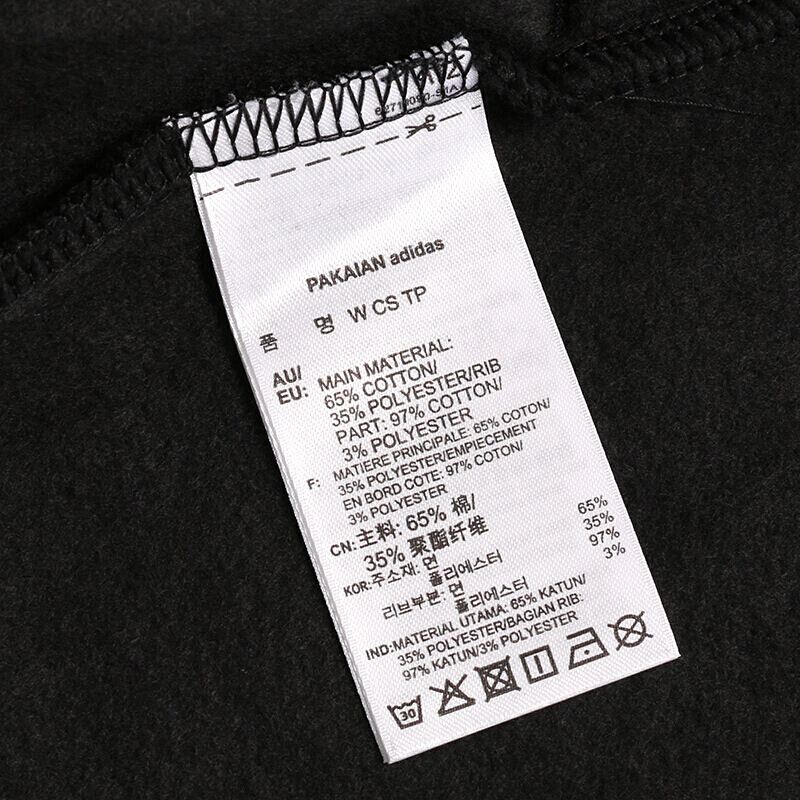 PAKAIAN adidas
품 명 W CS TP
AU/
EU: MAIN MATERIAL:
65% COTTON/
35% POLYESTER/RIB
PART: 97% COTTON/
3% POLYESTER
F: MATIERE PRINCIPALE: 65% COTON/
35% POLYESTER/EMPIECEMENT
EN BORD COTE: 97% COTON/
3% POLYESTER
CN: 主料: 65% 棉/
35% 聚酯纤维
KOR: 주소재: 면 65%
폴리에스터 35%
리브부분: 면 97%
폴리에스터 3%
IND: MATERIAL UTAMA: 65% KATUN/
35% POLYESTER/BAGIAN RIB:
97% KATUN/3% POLYESTER
30